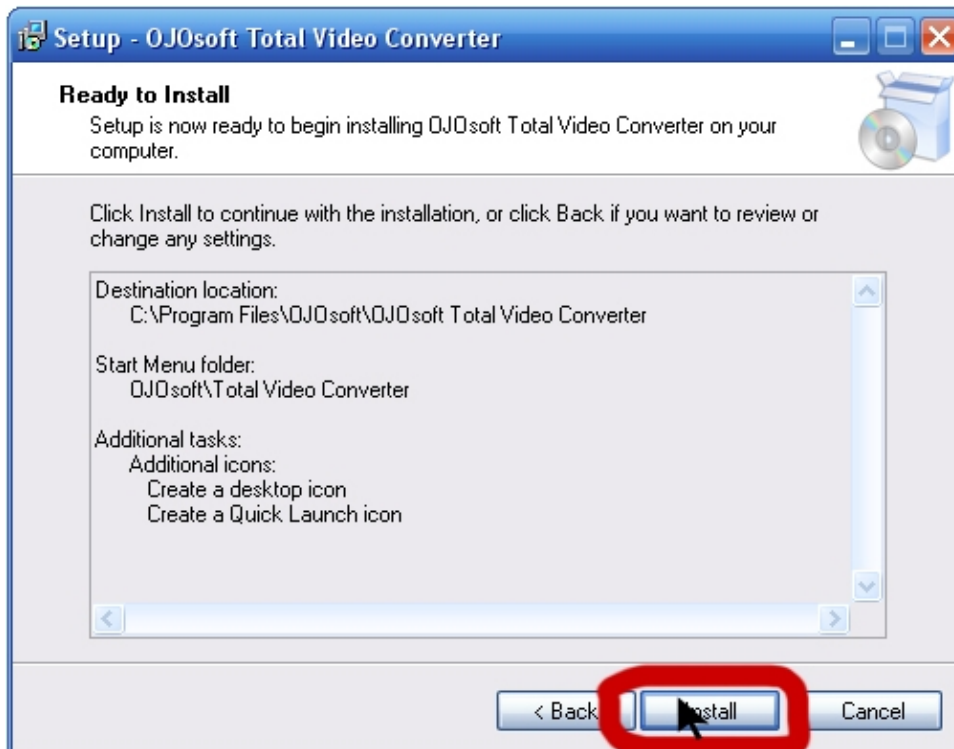 Setup - OJOsoft Total Video Converter
Ready to Install
Setup is now ready to begin installing OJOsoft Total Video Converter on your
computer.
Click Install to continue with the installation, or click Back if you want to review or
change any settings.
Destination location:
C:\Program Files\OJOsoft\OJOsoft Total Video Converter
Start Menu folder:
OJOsoft\Total Video Converter
Additional tasks:
Additional icons:
Create a desktop icon
Create a Quick Launch icon
< Back Install Cancel